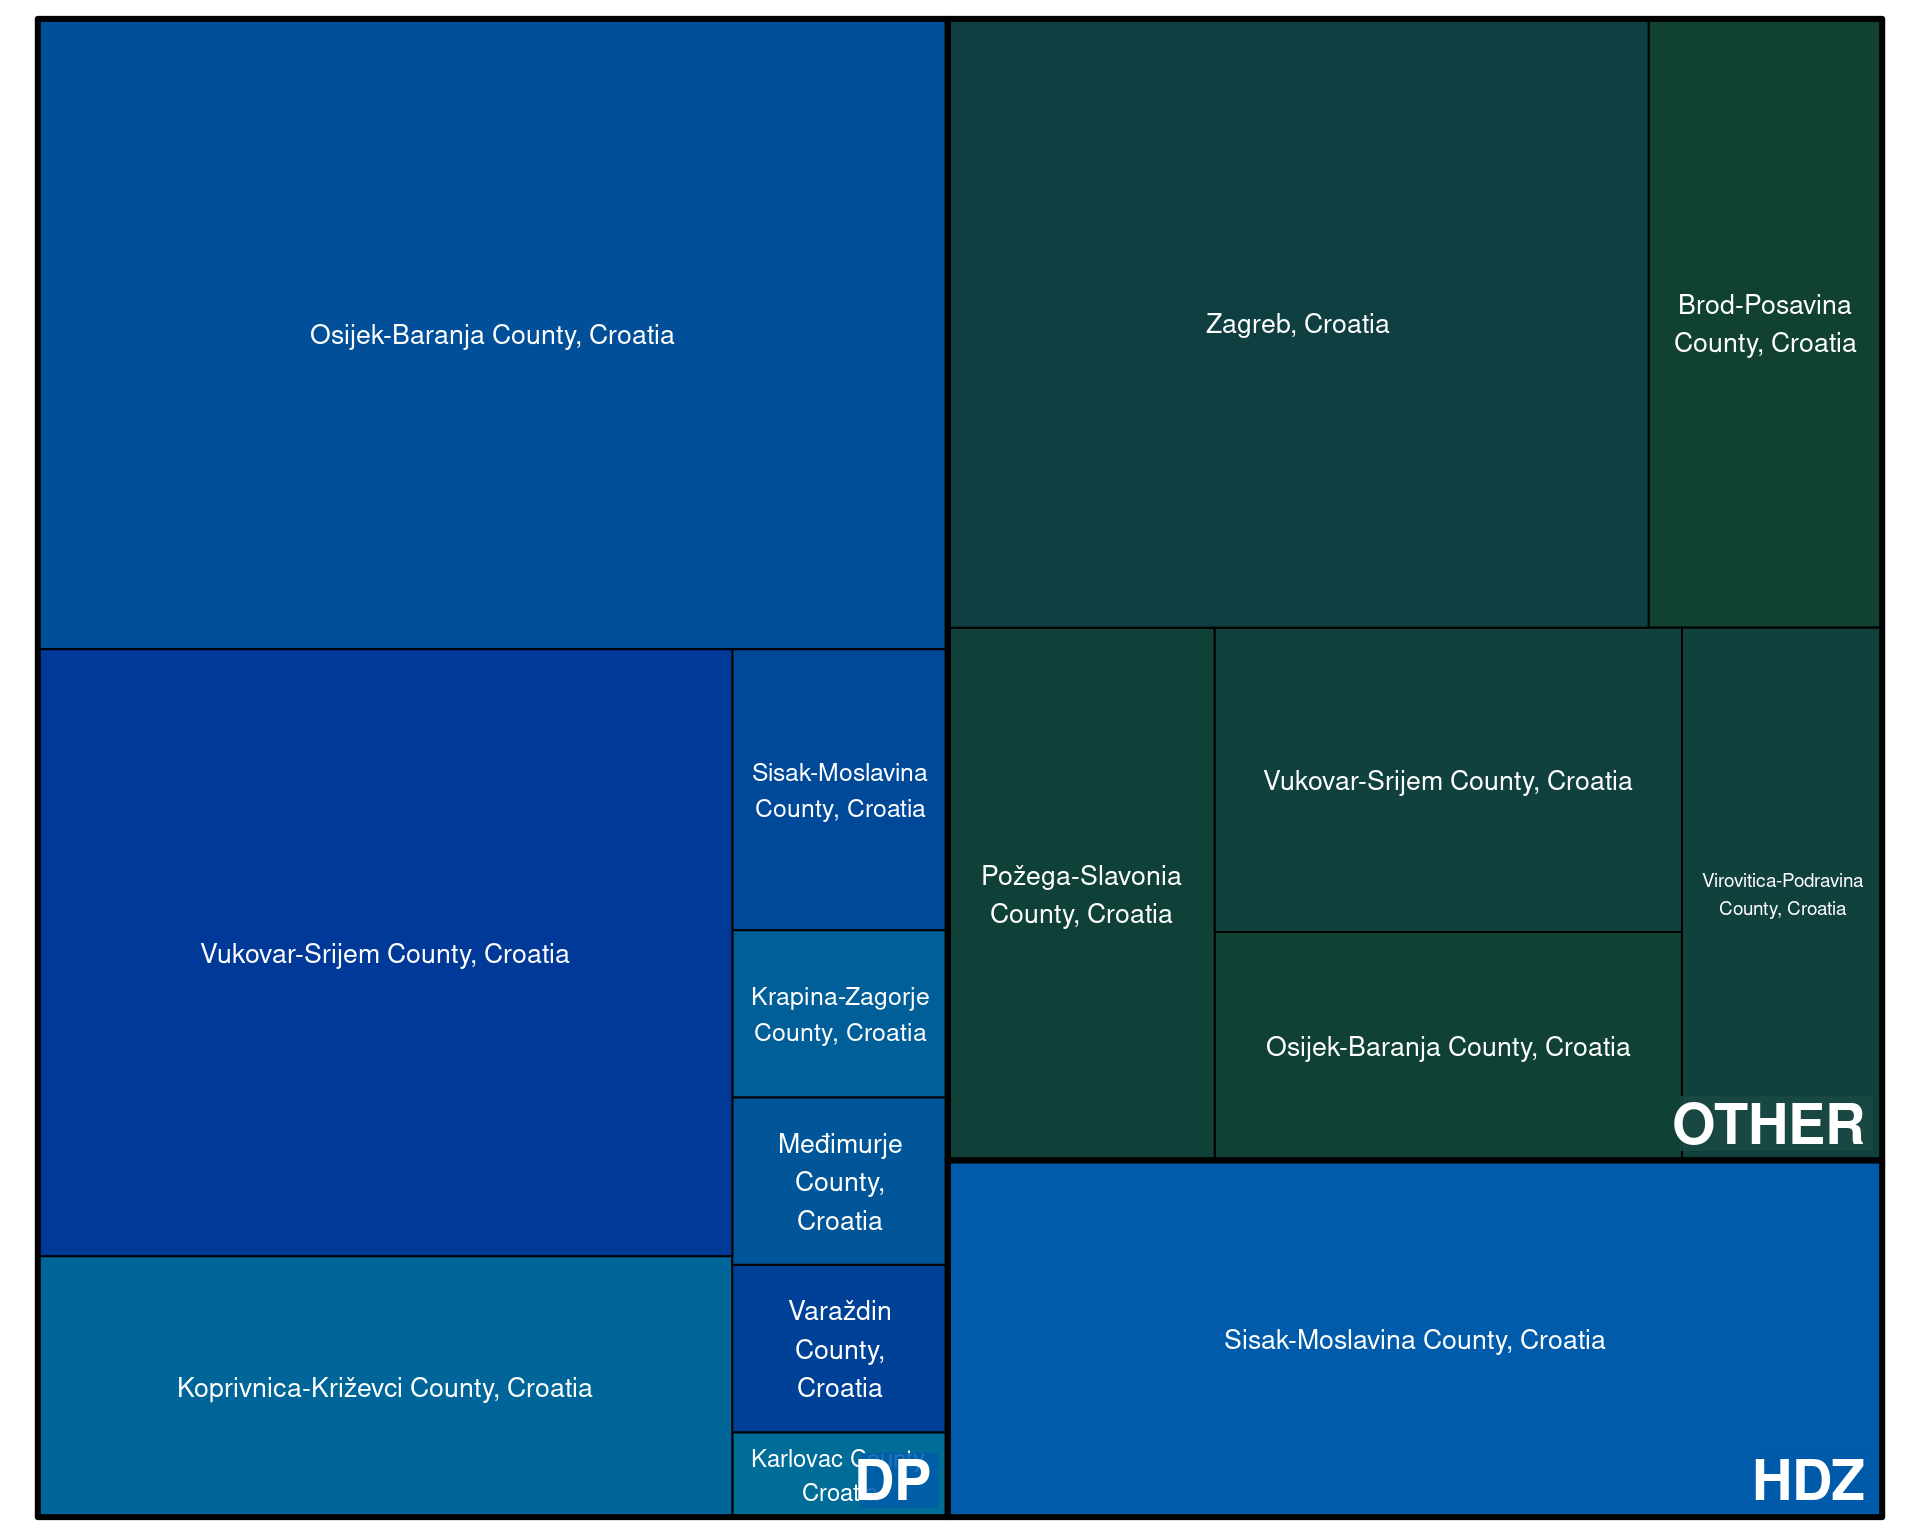 Osijek-Baranja County, Croatia
Vukovar-Srijem County, Croatia
Sisak-Moslavina
County, Croatia
Krapina-Zagorje
County, Croatia
Međimurje
County,
Croatia
Varaždin
County,
Croatia
Koprivnica-Križevci County, Croatia
Karlovac County,
Croatia
DP
Zagreb, Croatia
Brod-Posavina
County, Croatia
Požega-Slavonia
County, Croatia
Vukovar-Srijem County, Croatia
Osijek-Baranja County, Croatia
Virovitica-Podravina
County, Croatia
OTHER
Sisak-Moslavina County, Croatia
HDZ